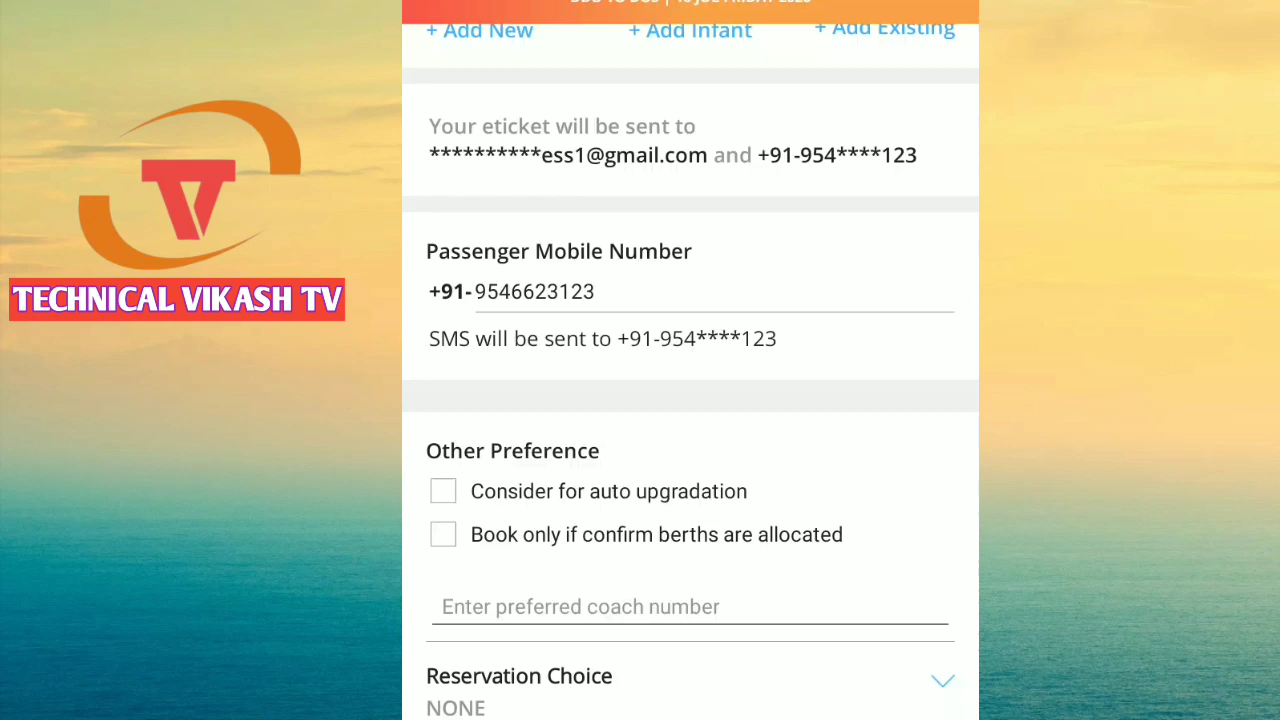 + Add New + Add Infant + Add Existing
Your eticket will be sent to
**********ess1@gmail.com and +91-954****123
TECHNICAL VIKASH TV
Passenger Mobile Number
+91- 9546623123
SMS will be sent to +91-954****123
Other Preference
Consider for auto upgradation
Book only if confirm berths are allocated
Enter preferred coach number
Reservation Choice
NONE